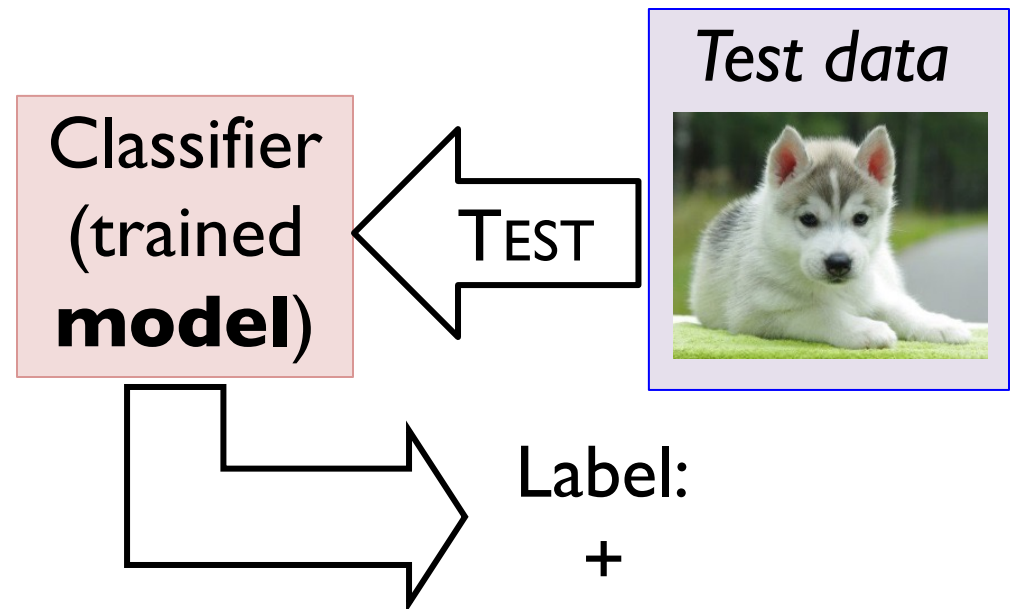 Test data
Classifier
(trained
model)
TEST
Label:
+